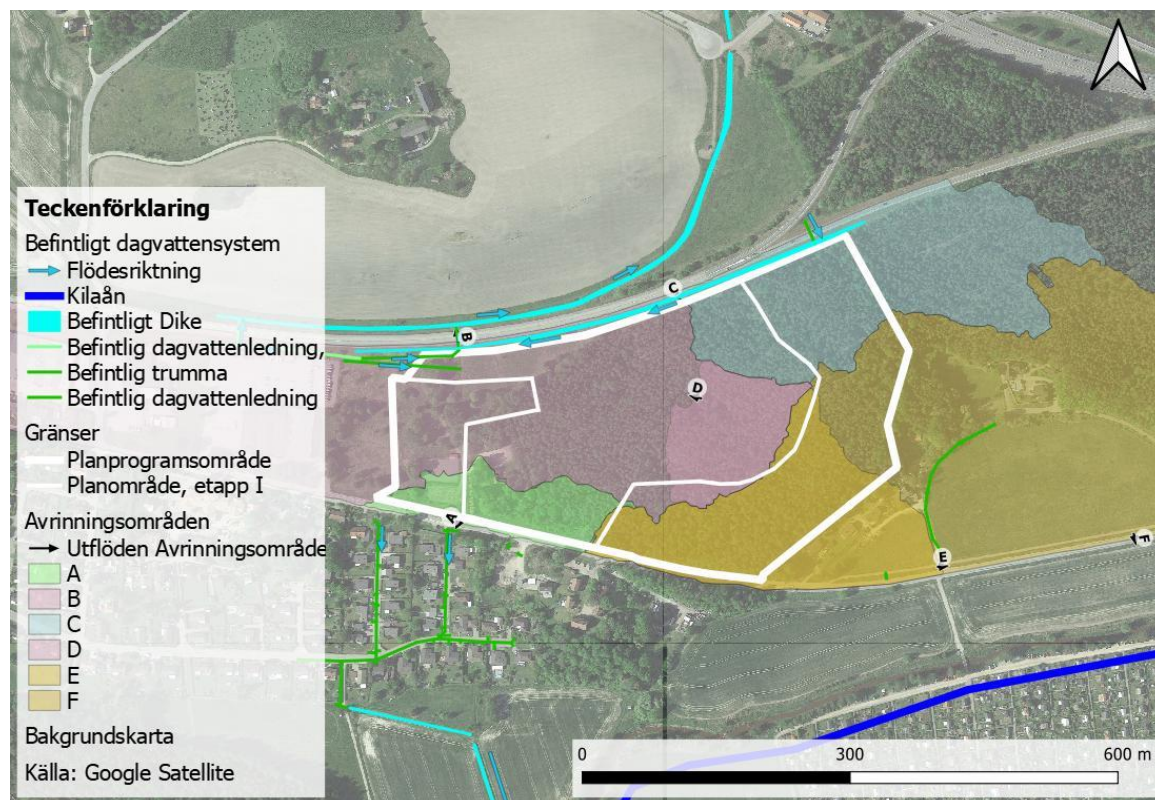 Teckenförklaring
Befintligt dagvattensystem
Flödesriktning
Kilaån
Befintligt Dike
Befintlig dagvattenledning,
Befintlig trumma
Befintlig dagvattenledning
Gränser
Planprogramsområde
Planområde, etapp I
Avrinningsområden
Utflöden Avrinningsområde
A
B
C
D
E
F
Bakgrundskarta
Källa: Google Satellite
C
B
D
A
E
F
0 300 600 m